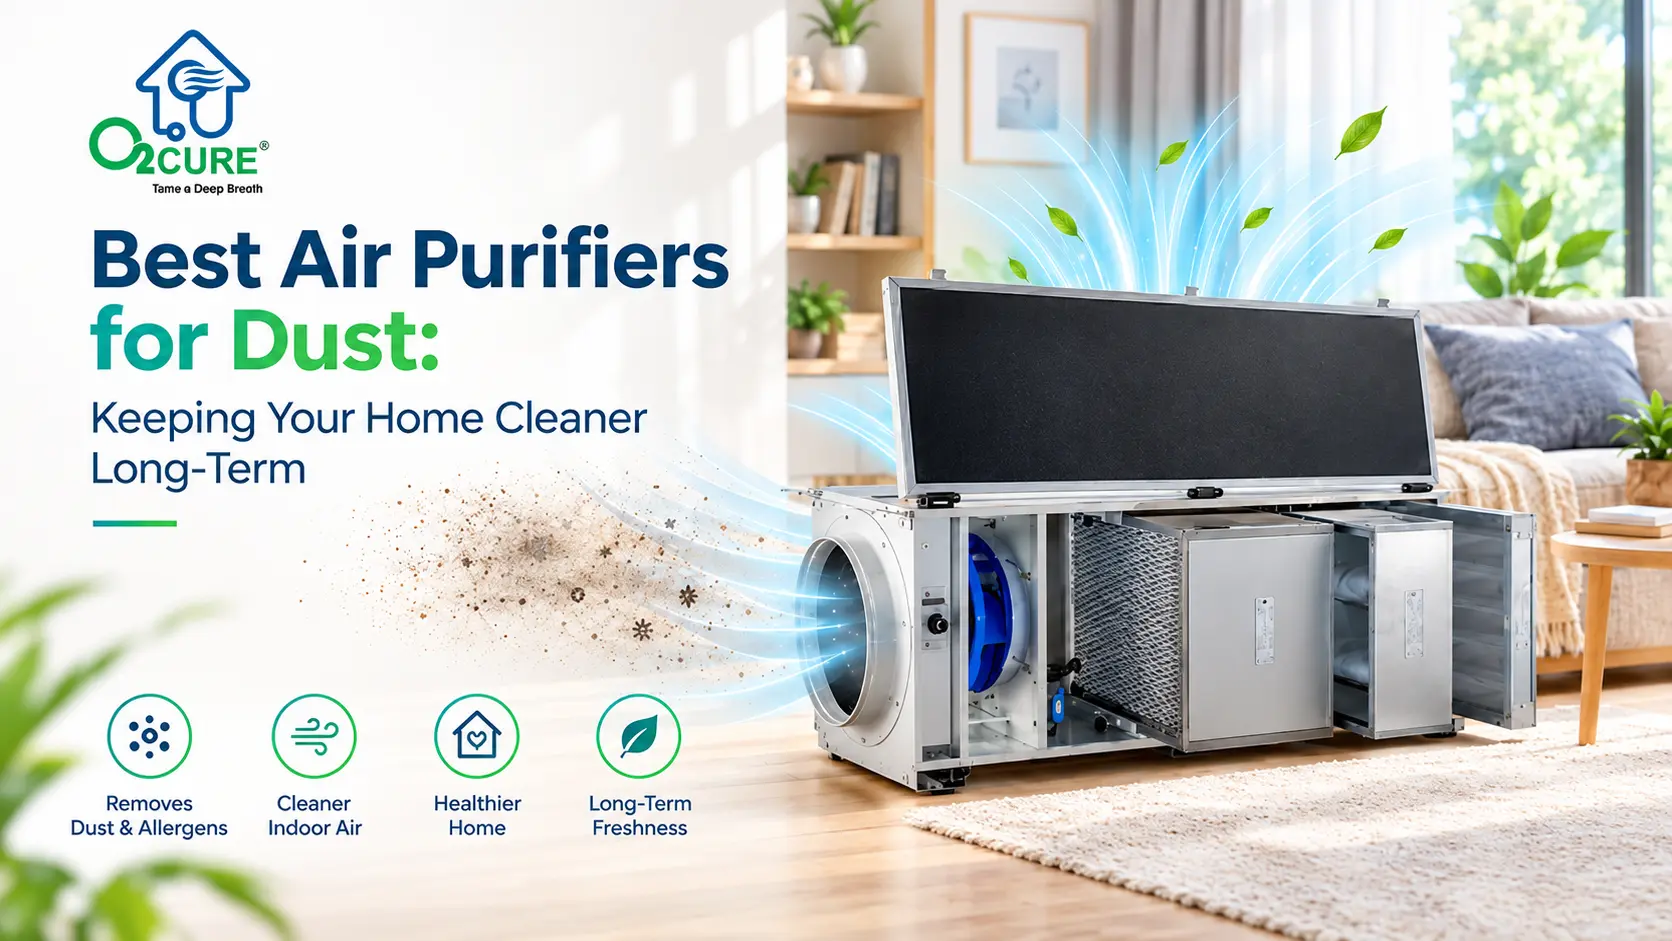 O2CURE®
Tame a Deep Breath
Best Air Purifiers
for Dust:
Keeping Your Home Cleaner
Long-Term
Removes
Dust & Allergens
Cleaner
Indoor Air
Healthier
Home
Long-Term
Freshness